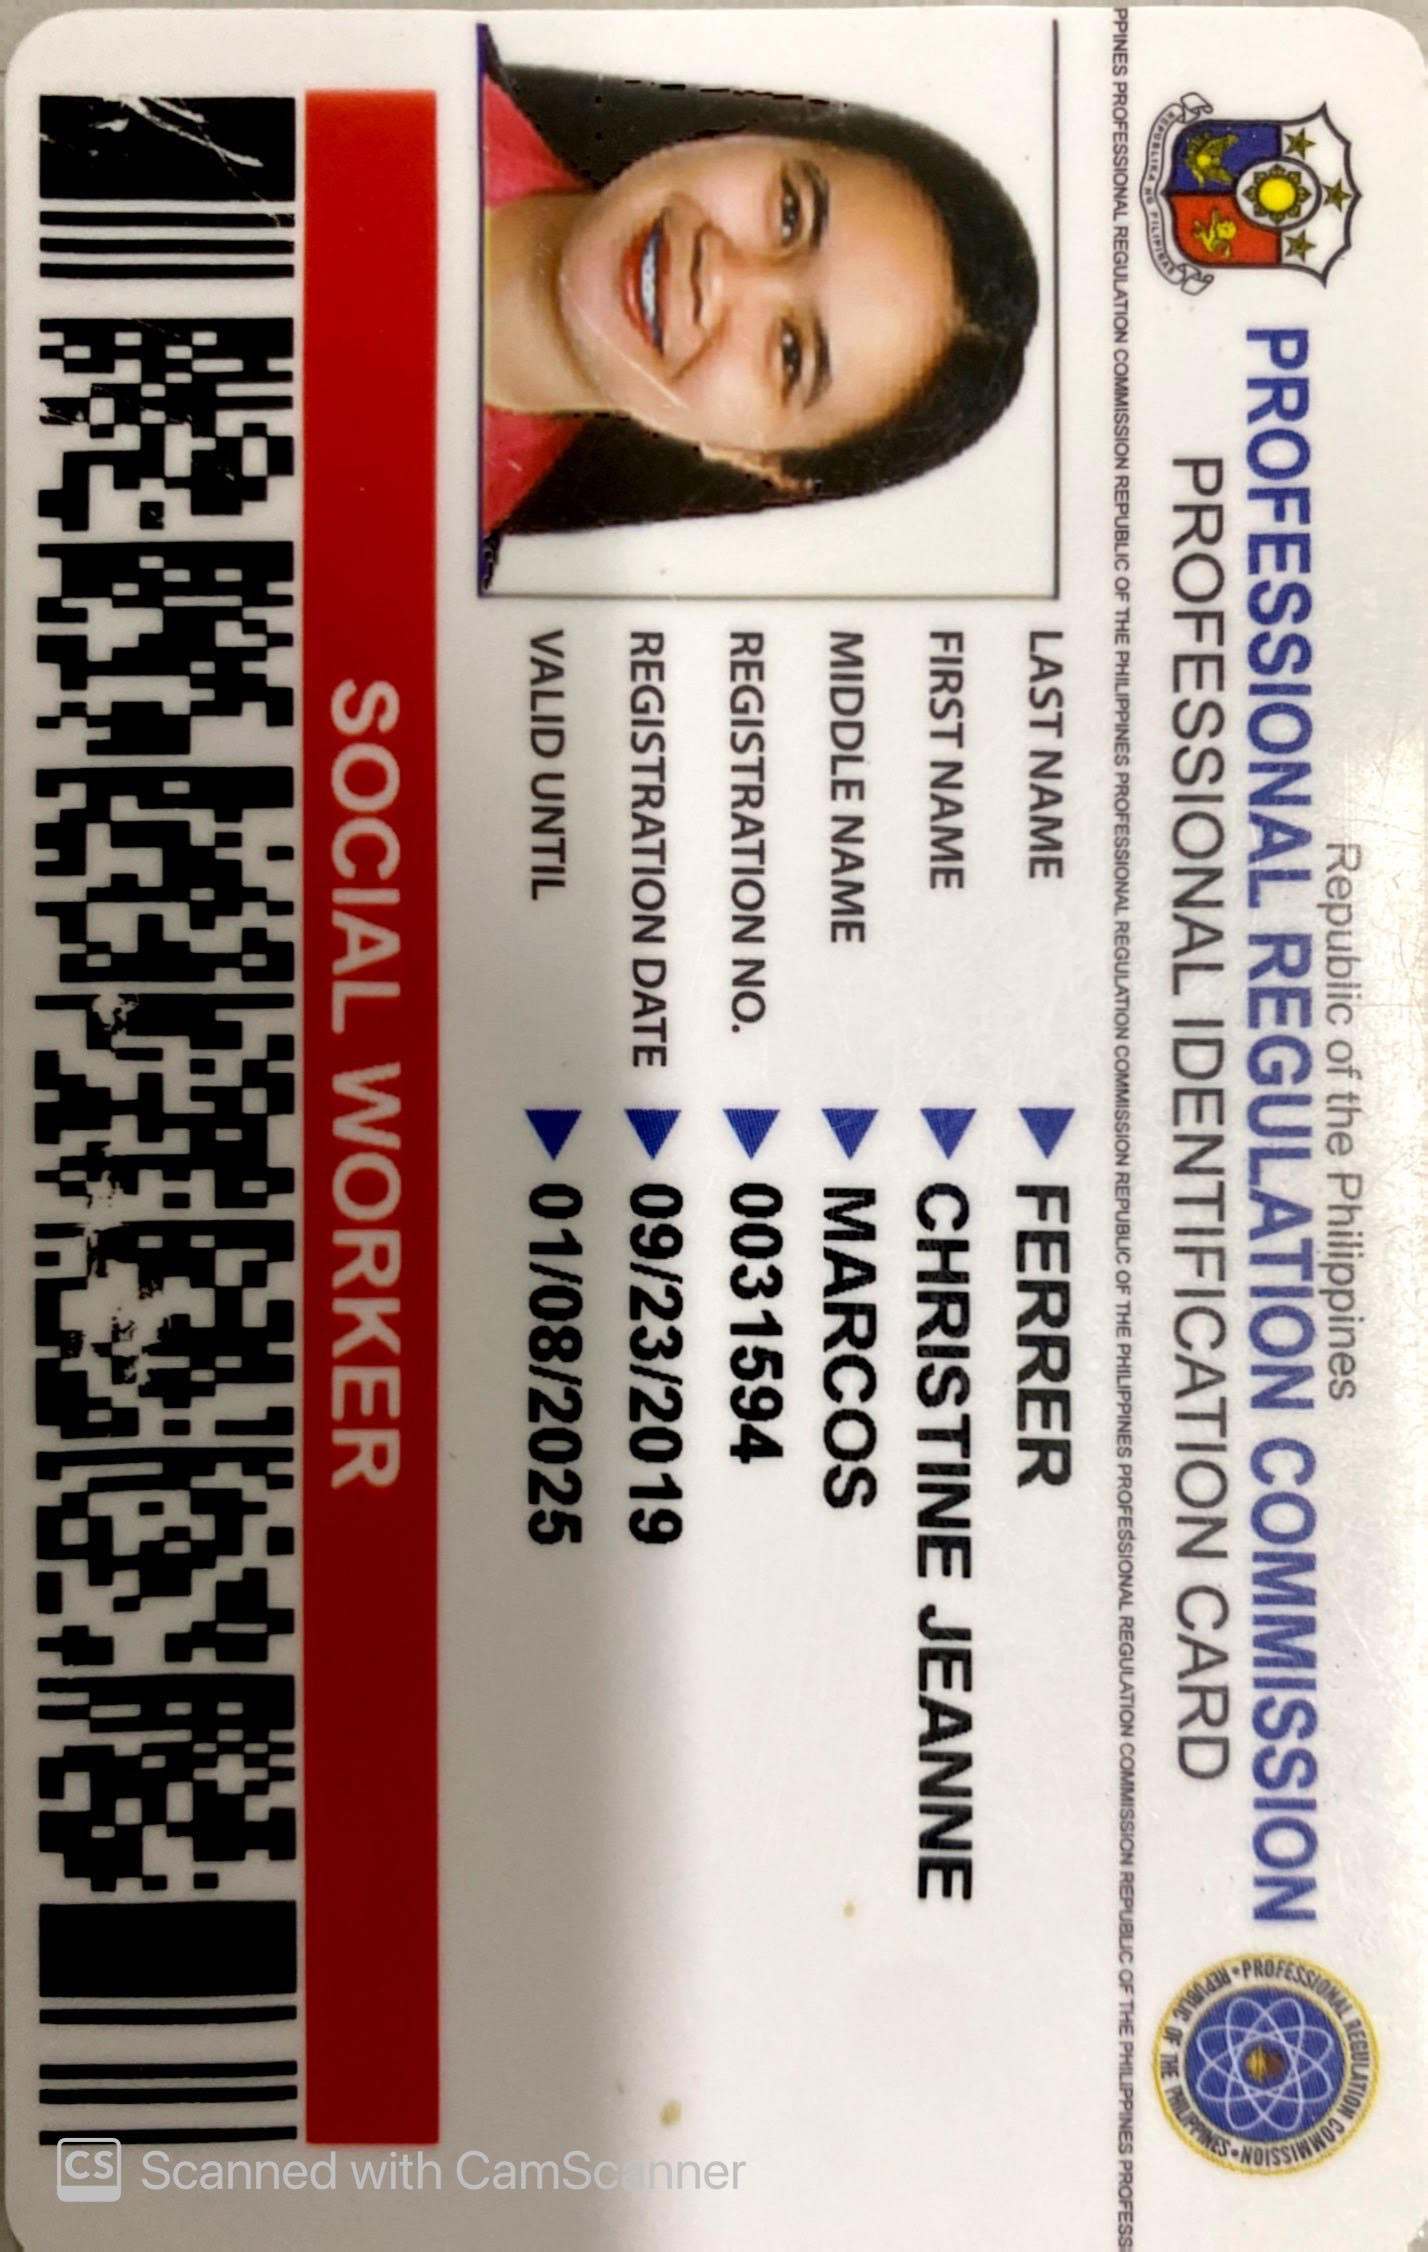 Republic of the Philippines
PROFESSIONAL REGULATION COMMISSION
PROFESSIONAL IDENTIFICATION CARD
REPUBLIKA NG PILIPINAS
PROFESSIONAL REGULATION COMMISSION • REPUBLIC OF THE PHILIPPINES •
PPINES PROFESSIONAL REGULATION COMMISSION REPUBLIC OF THE PHILIPPINES PROFESSIONAL REGULATION COMMISSION REPUBLIC OF THE PHILIPPINES PROFESSIONAL REGULATION COMMISSION REPUBLIC OF THE PHILIPPINES PROFESS
LAST NAME ▶ FERRER
FIRST NAME ▶ CHRISTINE JEANNE
MIDDLE NAME ▶ MARCOS
REGISTRATION NO. ▶ 0031594
REGISTRATION DATE ▶ 09/23/2019
VALID UNTIL ▶ 01/08/2025
SOCIAL WORKER
CS Scanned with CamScanner